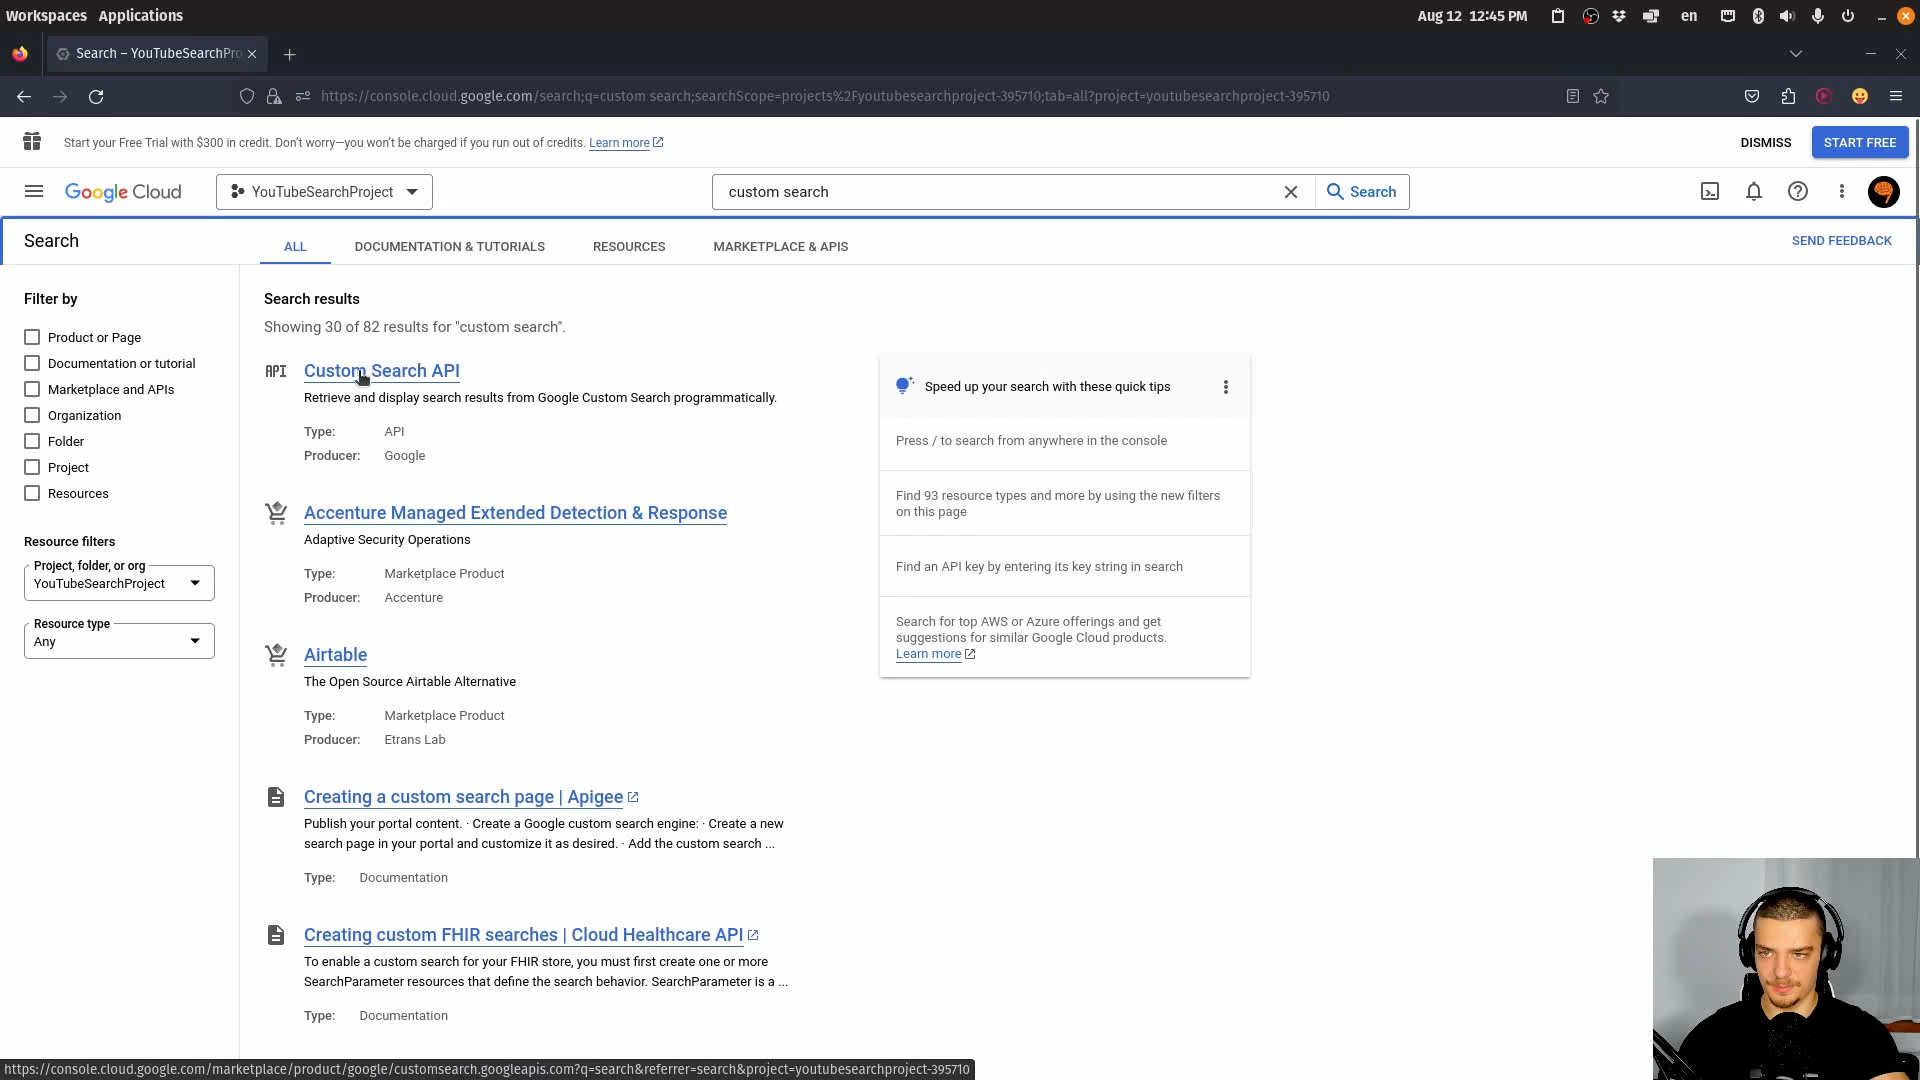 Workspaces Applications
Aug 12 12:45 PM
en
Search – YouTubeSearchPro
https://console.cloud.google.com/search;q=custom search;searchScope=projects%2Fyoutubesearchproject-395710;tab=all?project=youtubesearchproject-395710
Start your Free Trial with $300 in credit. Don't worry—you won't be charged if you run out of credits. Learn more
DISMISS
START FREE
Google Cloud
YouTubeSearchProject
custom search
Search
Search
ALL
DOCUMENTATION & TUTORIALS
RESOURCES
MARKETPLACE & APIS
SEND FEEDBACK
Filter by
Product or Page
Documentation or tutorial
Marketplace and APIs
Organization
Folder
Project
Resources
Resource filters
Project, folder, or org
YouTubeSearchProject
Resource type
Any
Search results
Showing 30 of 82 results for "custom search".
API
Custom Search API
Retrieve and display search results from Google Custom Search programmatically.
Type: API
Producer: Google
Accenture Managed Extended Detection & Response
Adaptive Security Operations
Type: Marketplace Product
Producer: Accenture
Airtable
The Open Source Airtable Alternative
Type: Marketplace Product
Producer: Etrans Lab
Creating a custom search page | Apigee
Publish your portal content. · Create a Google custom search engine: · Create a new
search page in your portal and customize it as desired. · Add the custom search ...
Type: Documentation
Creating custom FHIR searches | Cloud Healthcare API
To enable a custom search for your FHIR store, you must first create one or more
SearchParameter resources that define the search behavior. SearchParameter is a ...
Type: Documentation
Speed up your search with these quick tips
Press / to search from anywhere in the console
Find 93 resource types and more by using the new filters
on this page
Find an API key by entering its key string in search
Search for top AWS or Azure offerings and get
suggestions for similar Google Cloud products.
Learn more
https://console.cloud.google.com/marketplace/product/google/customsearch.googleapis.com?q=search&referrer=search&project=youtubesearchproject-395710